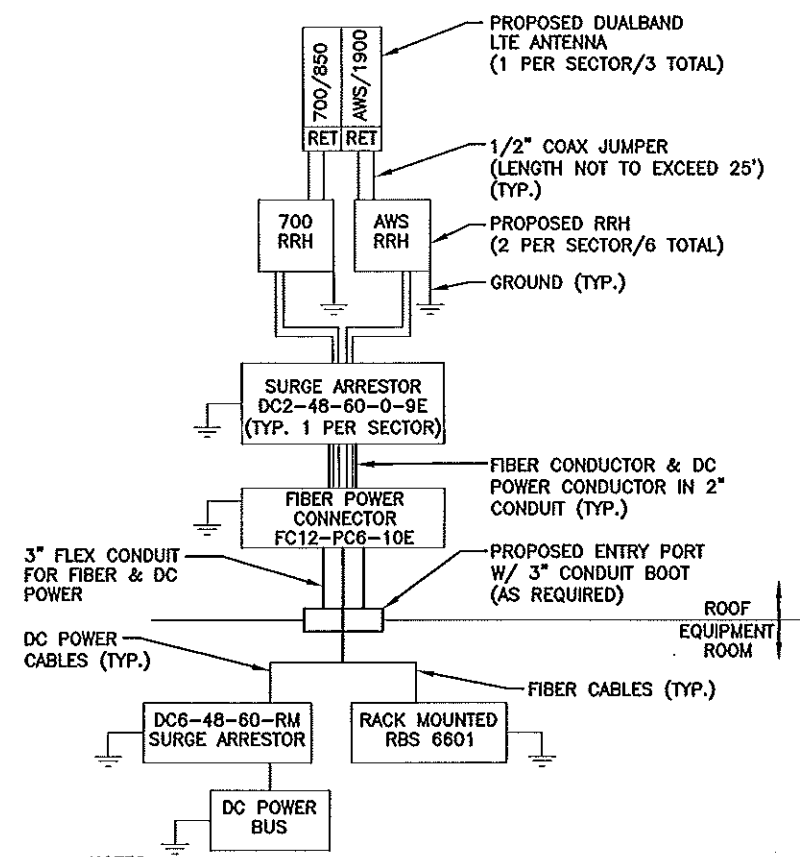 PROPOSED DUALBAND
LTE ANTENNA
(1 PER SECTOR/3 TOTAL)
700/850
AWS/1900
RET RET
1/2" COAX JUMPER
(LENGTH NOT TO EXCEED 25')
(TYP.)
700
RRH
AWS
RRH
PROPOSED RRH
(2 PER SECTOR/6 TOTAL)
GROUND (TYP.)
SURGE ARRESTOR
DC2-48-60-0-9E
(TYP. 1 PER SECTOR)
FIBER CONDUCTOR & DC
POWER CONDUCTOR IN 2"
CONDUIT (TYP.)
FIBER POWER
CONNECTOR
FC12-PC6-10E
3" FLEX CONDUIT
FOR FIBER & DC
POWER
PROPOSED ENTRY PORT
W/ 3" CONDUIT BOOT
(AS REQUIRED)
ROOF
EQUIPMENT
ROOM
DC POWER
CABLES (TYP.)
FIBER CABLES (TYP.)
DC6-48-60-RM
SURGE ARRESTOR
RACK MOUNTED
RBS 6601
DC POWER
BUS